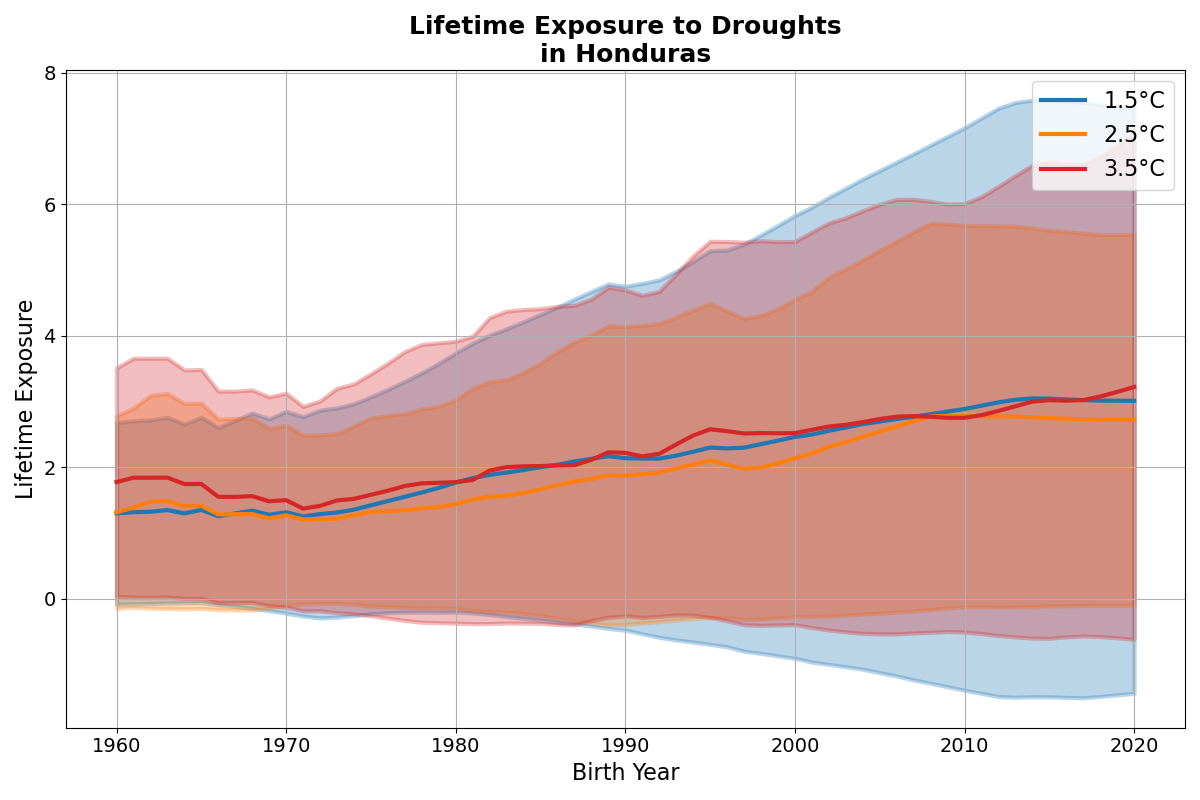 Lifetime Exposure to Droughts
in Honduras
8
6
4
2
0
Lifetime Exposure
1.5°C
2.5°C
3.5°C
1960
1970
1980
1990
2000
2010
2020
Birth Year